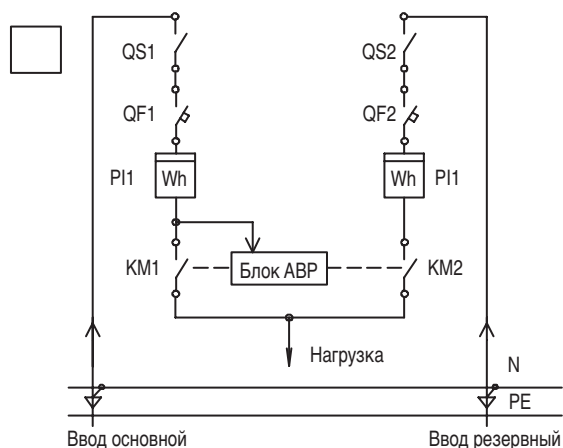 QS1 QS2
QF1 QF2
PI1 Wh Wh PI1
KM1 Блок АВР KM2
Нагрузка
N
PE
Ввод основной Ввод резервный